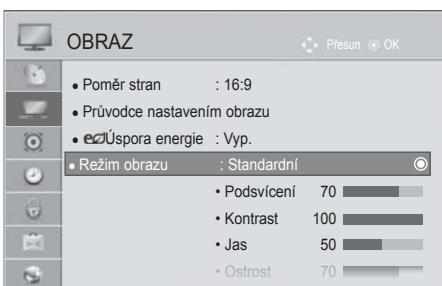 OBRAZ
Přesun OK
• Poměr stran : 16:9
• Průvodce nastavením obrazu
• eco Úspora energie : Vyp.
• Režim obrazu : Standardní
• Podsvícení 70
• Kontrast 100
• Jas 50
• Ostrost 70